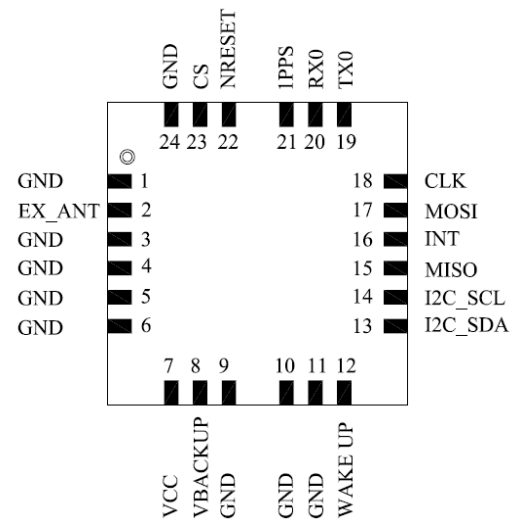 GND CS NRESET 1PPS RX0 TX0
24 23 22 21 20 19
GND 1 18 CLK
EX_ANT 2 17 MOSI
GND 3 16 INT
GND 4 15 MISO
GND 5 14 I2C_SCL
GND 6 13 I2C_SDA
7 8 9 10 11 12
VCC VBACKUP GND GND GND WAKE UP